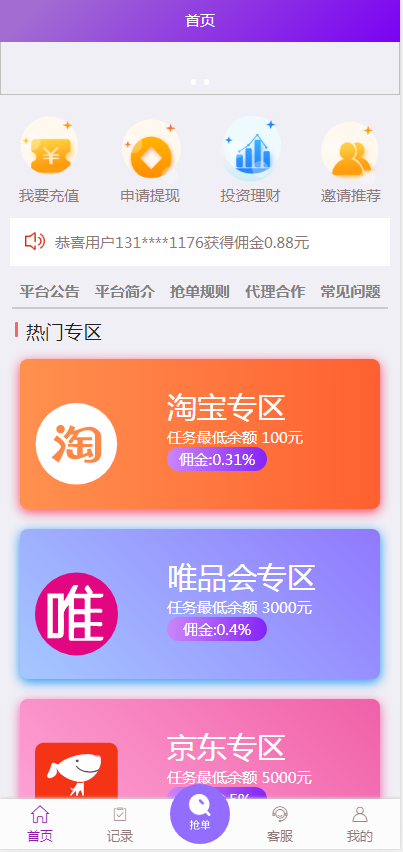 首页
我要充值 申请提现 投资理财 邀请推荐
恭喜用户131****1176获得佣金0.88元
平台公告 平台简介 抢单规则 代理合作 常见问题
热门专区
淘
淘宝专区
任务最低余额 100元
佣金:0.31%
唯
唯品会专区
任务最低余额 3000元
佣金:0.4%
京东专区
任务最低余额 5000元
抢单
首页 记录 客服 我的